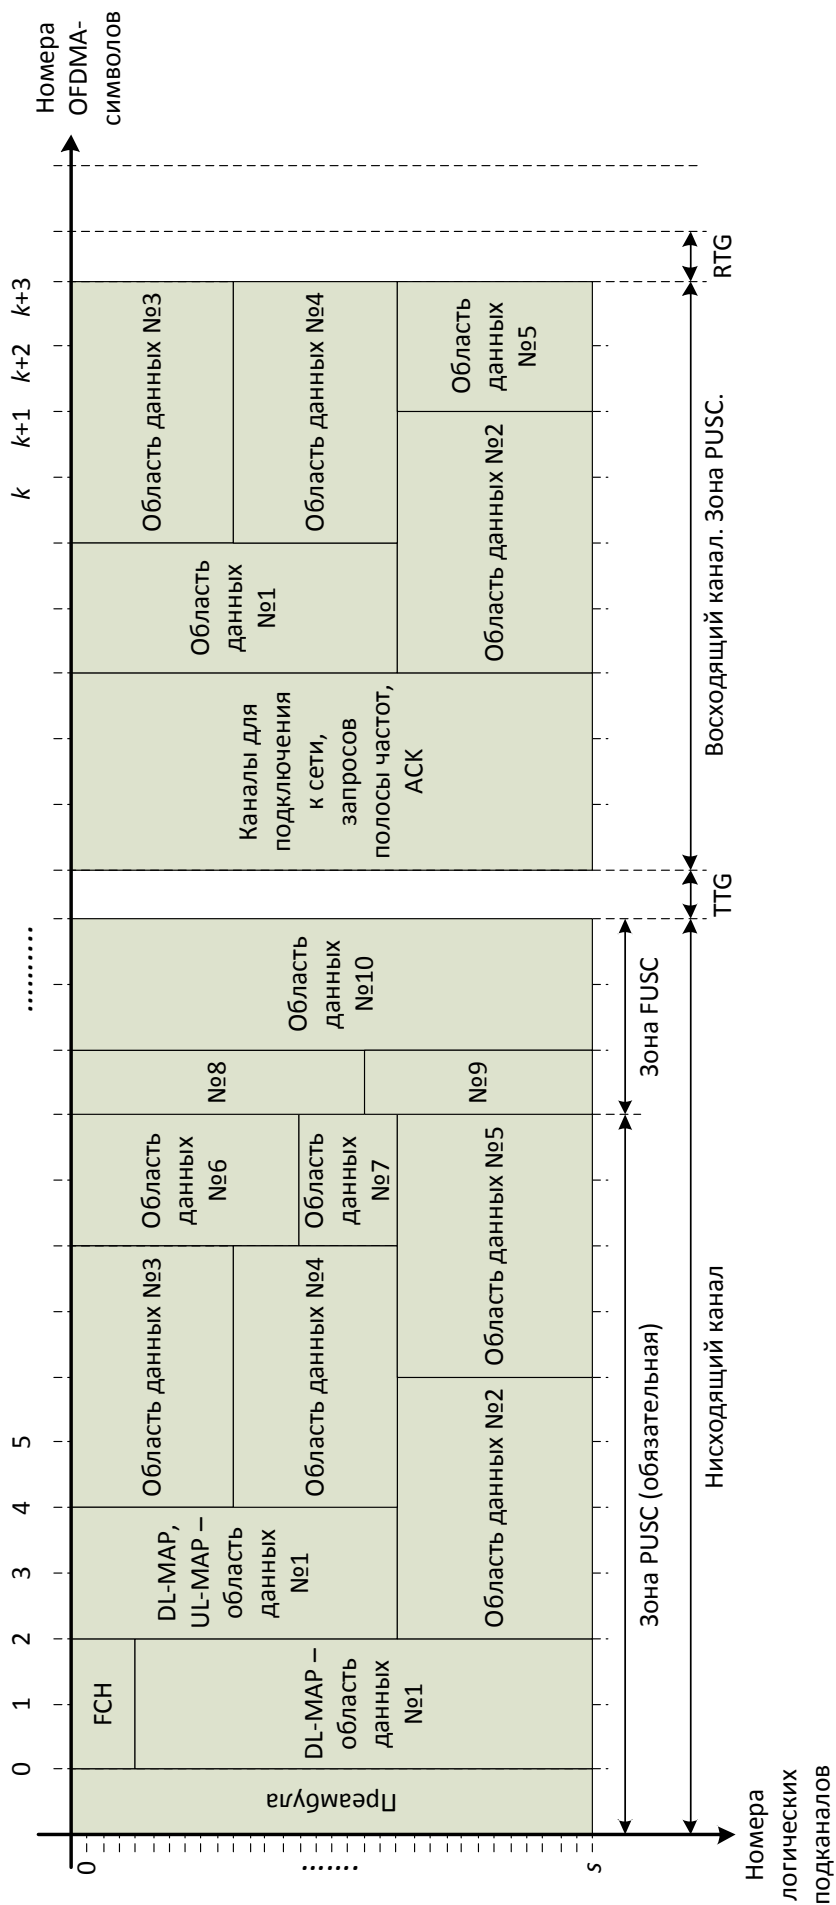 Номера
OFDMA-
символов
0
1
2
3
4
5
..........
k
k+1
k+2
k+3
0
.......
s
Номера
логических
подканалов
Преамбула
FCH
DL-MAP –
область
данных
№1
DL-MAP,
UL-MAP –
область
данных
№1
Область данных №2
Область данных №3
Область данных №4
Область данных №5
Область
данных
№6
Область
данных
№7
№8
№9
Область
данных
№10
Каналы для
подключения
к сети,
запросов
полосы частот,
АСК
Область
данных
№1
Область данных №2
Область данных №3
Область данных №4
Область
данных
№5
Зона PUSC (обязательная)
Зона FUSC
Нисходящий канал
TTG
Восходящий канал. Зона PUSC.
RTG